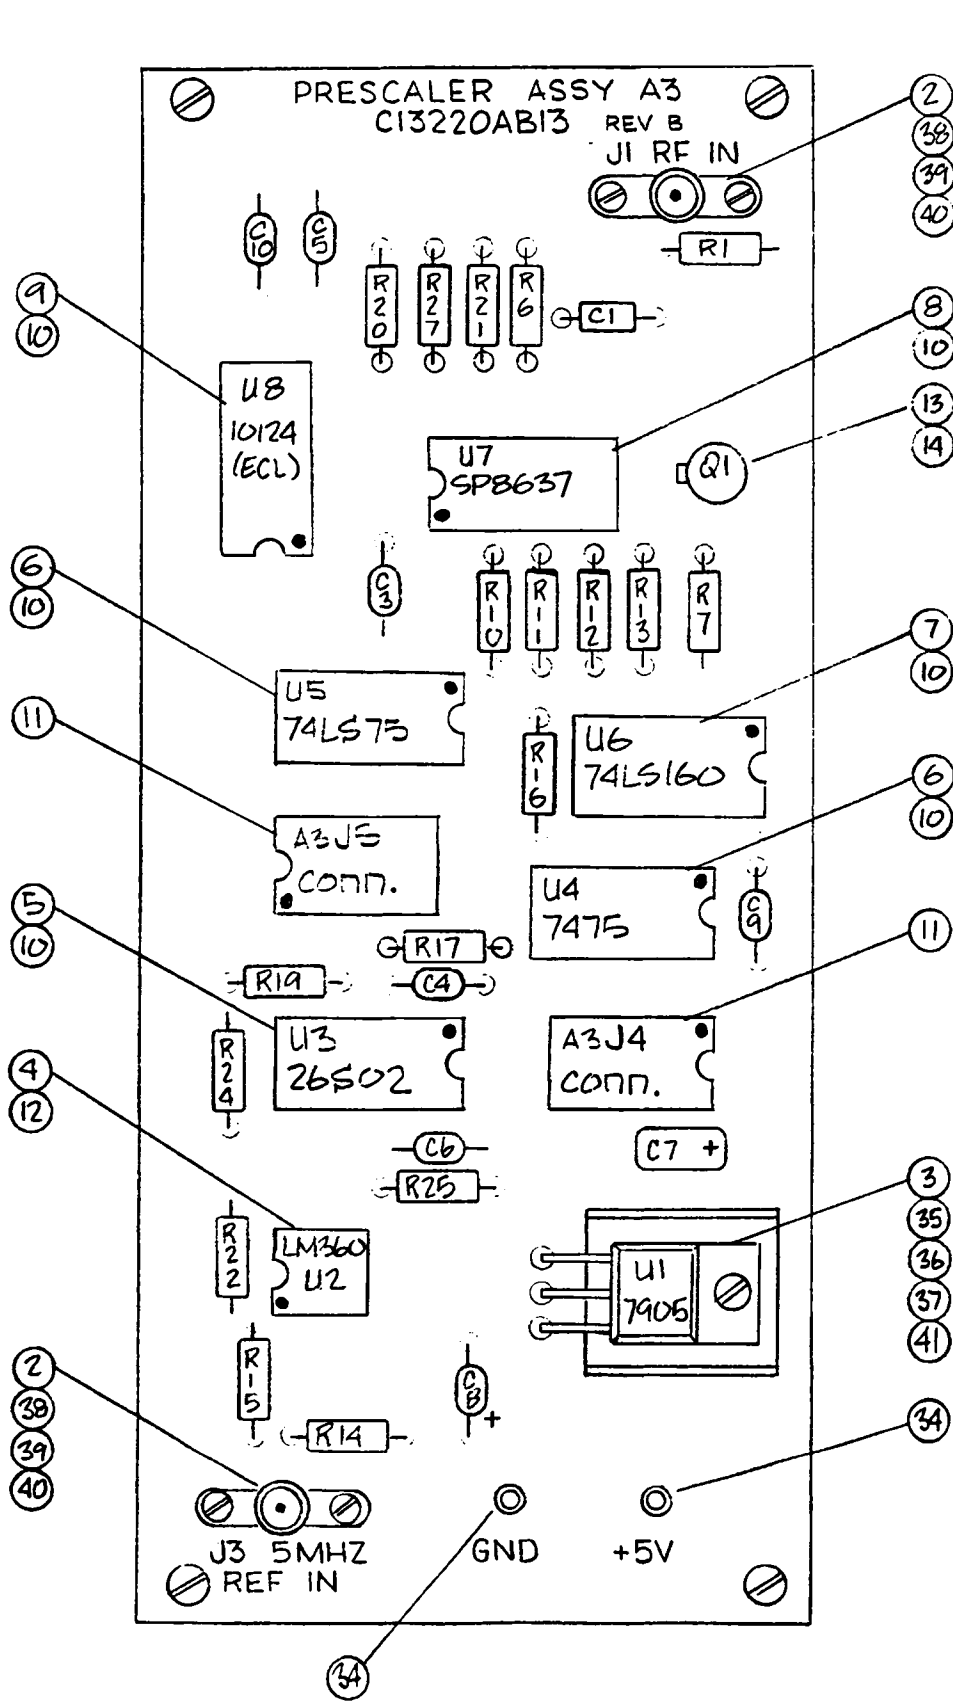 PRESCALER ASSY A3
C13220AB13 REV B
J1 RF IN
2
38
39
40
C10
C5
R1
R20
R27
R21
R6
C1
9
10
8
10
U8
10124
(ECL)
13
14
U7
SP8637
Q1
6
10
C3
R10
R11
R12
R13
R7
7
10
U5
74LS75
11
R16
U6
74LS160
6
10
A3J5
CONN.
U4
7475
C9
5
10
R17
11
R19
C4
U3
26S02
A3J4
CONN.
R24
4
12
C6
C7 +
R25
3
35
36
37
41
R22
LM360
U2
U1
7905
R15
2
38
39
40
C8
+
R14
34
J3 5MHZ
REF IN
GND
+5V
34